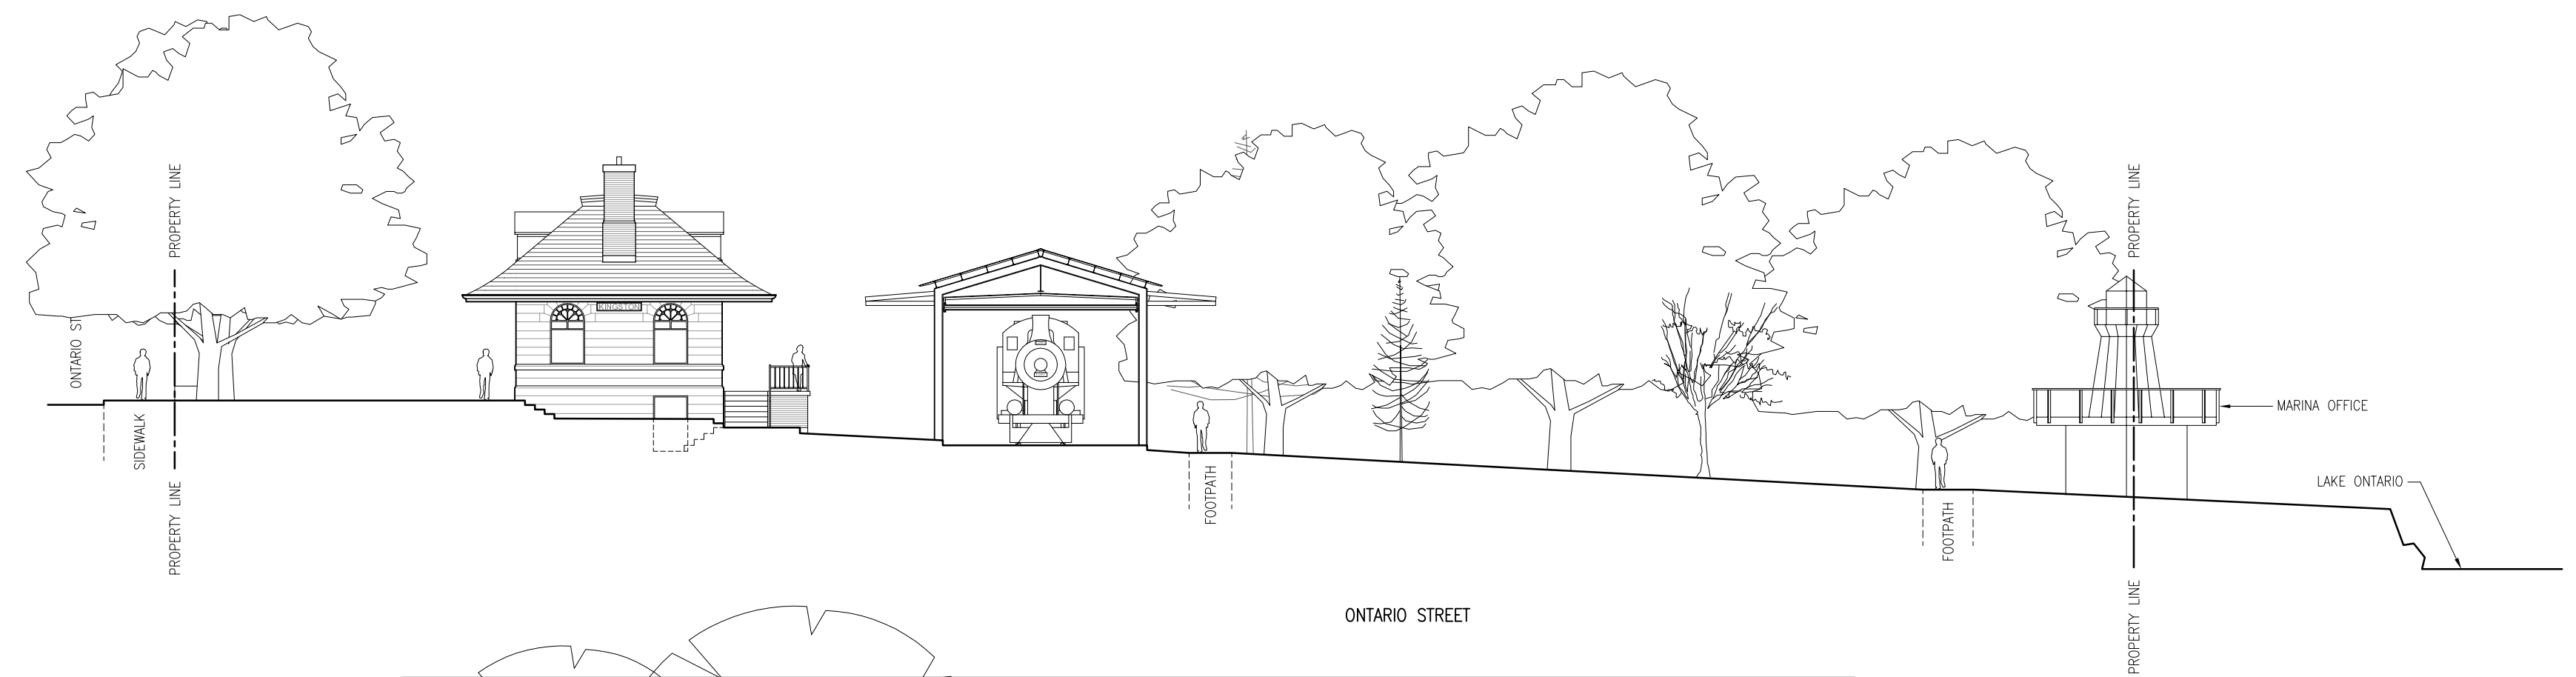 PROPERTY LINE
ONTARIO ST
SIDEWALK
PROPERTY LINE
KINGSTON
FOOTPATH
FOOTPATH
PROPERTY LINE
MARINA OFFICE
LAKE ONTARIO
PROPERTY LINE
ONTARIO STREET